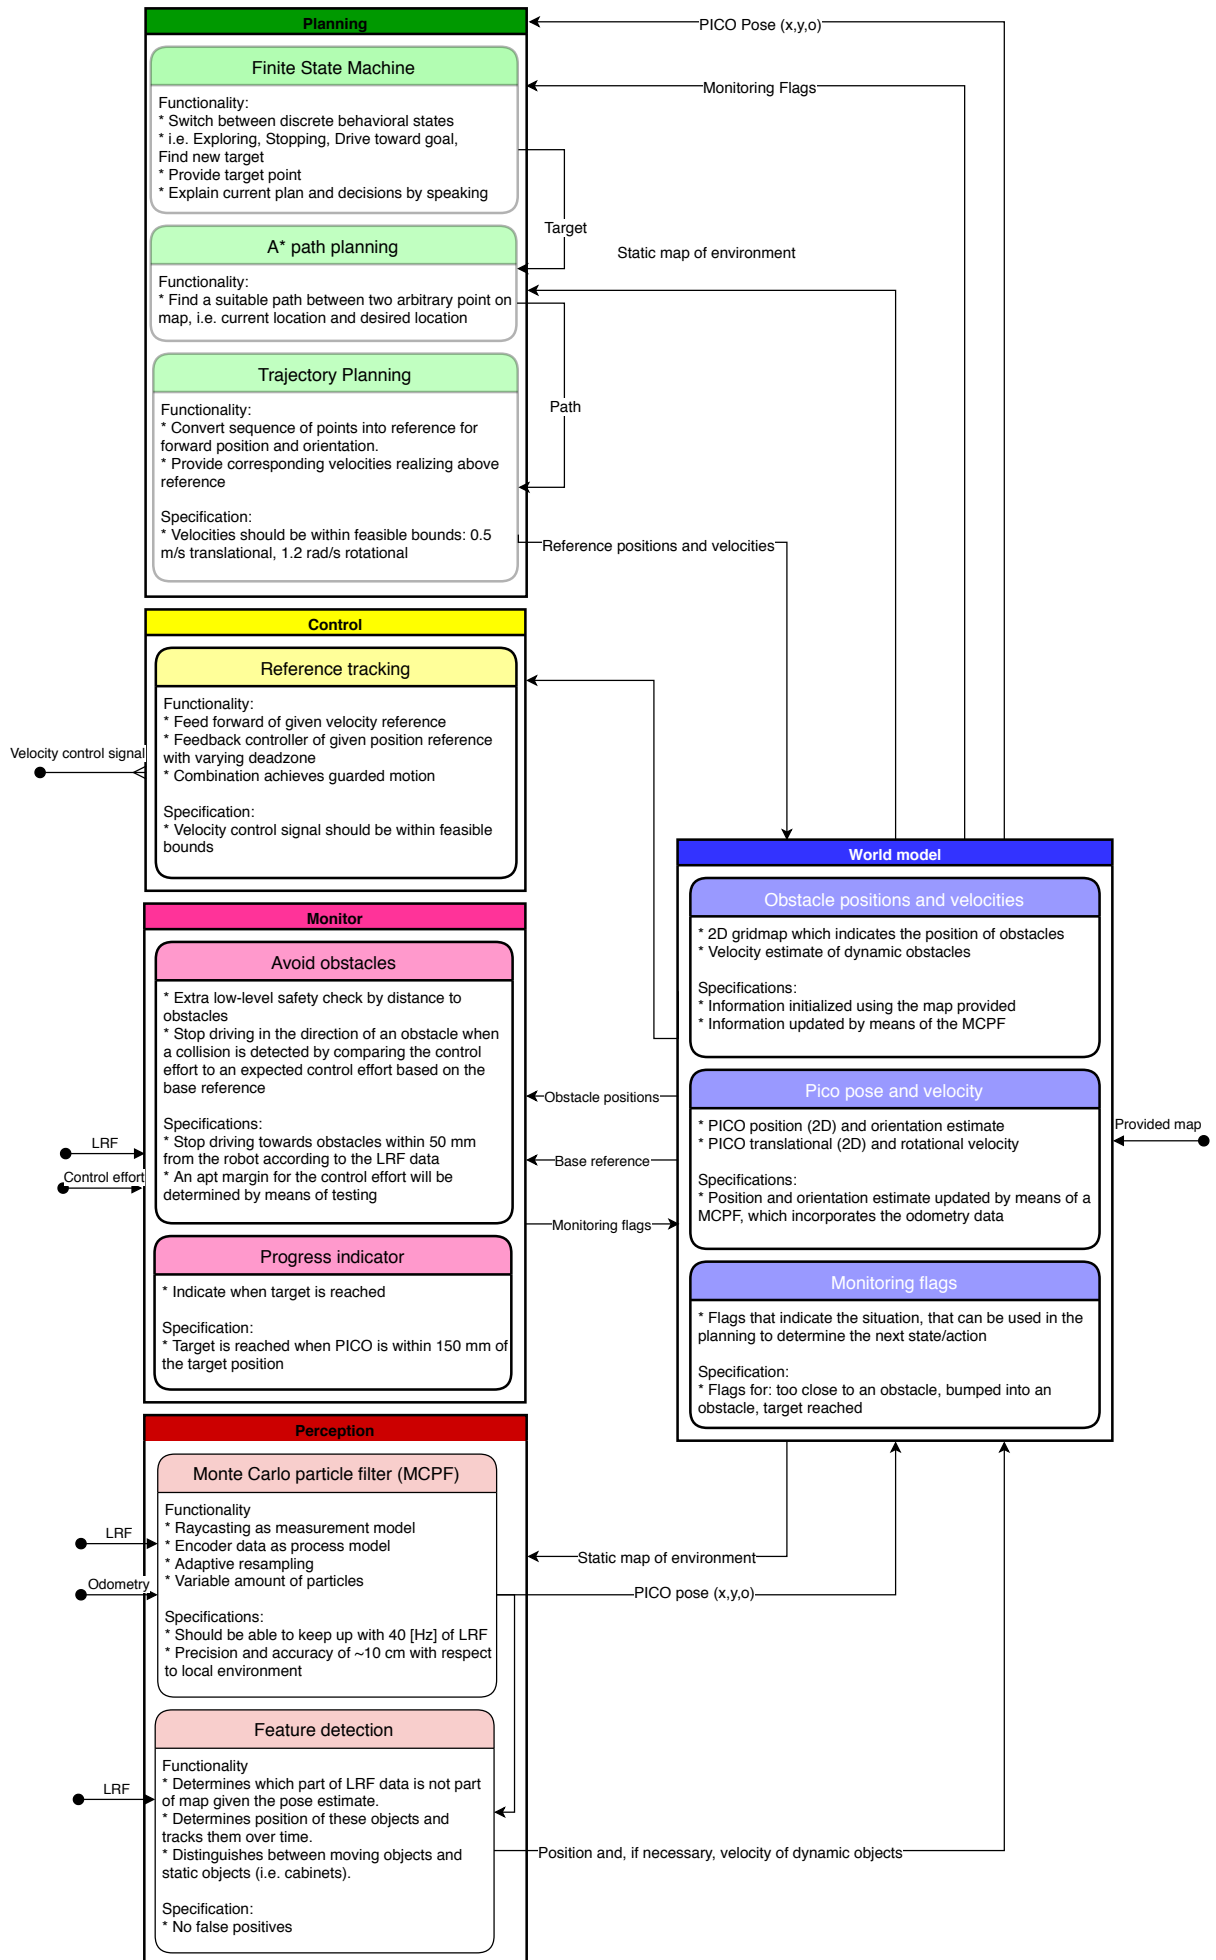 Planning
PICO Pose (x,y,o)
Finite State Machine
Monitoring Flags
Functionality:
* Switch between discrete behavioral states
* i.e. Exploring, Stopping, Drive toward goal,
Find new target
* Provide target point
* Explain current plan and decisions by speaking
Target
A* path planning
Static map of environment
Functionality:
* Find a suitable path between two arbitrary point on
map, i.e. current location and desired location
Trajectory Planning
Path
Functionality:
* Convert sequence of points into reference for
forward position and orientation.
* Provide corresponding velocities realizing above
reference
Specification:
* Velocities should be within feasible bounds: 0.5
m/s translational, 1.2 rad/s rotational
Reference positions and velocities
Control
Reference tracking
Functionality:
* Feed forward of given velocity reference
* Feedback controller of given position reference
with varying deadzone
* Combination achieves guarded motion
Specification:
* Velocity control signal should be within feasible
bounds
Velocity control signal
World model
Obstacle positions and velocities
* 2D gridmap which indicates the position of obstacles
* Velocity estimate of dynamic obstacles
Specifications:
* Information initialized using the map provided
* Information updated by means of the MCPF
Pico pose and velocity
* PICO position (2D) and orientation estimate
* PICO translational (2D) and rotational velocity
Specifications:
* Position and orientation estimate updated by means of a
MCPF, which incorporates the odometry data
Provided map
Monitoring flags
* Flags that indicate the situation, that can be used in the
planning to determine the next state/action
Specification:
* Flags for: too close to an obstacle, bumped into an
obstacle, target reached
Monitor
Avoid obstacles
* Extra low-level safety check by distance to
obstacles
* Stop driving in the direction of an obstacle when
a collision is detected by comparing the control
effort to an expected control effort based on the
base reference
Specifications:
* Stop driving towards obstacles within 50 mm
from the robot according to the LRF data
* An apt margin for the control effort will be
determined by means of testing
LRF
Control effort
Obstacle positions
Base reference
Monitoring flags
Progress indicator
* Indicate when target is reached
Specification:
* Target is reached when PICO is within 150 mm of
the target position
Perception
Monte Carlo particle filter (MCPF)
Functionality
* Raycasting as measurement model
* Encoder data as process model
* Adaptive resampling
* Variable amount of particles
Specifications:
* Should be able to keep up with 40 [Hz] of LRF
* Precision and accuracy of ~10 cm with respect
to local environment
LRF
Odometry
Static map of environment
PICO pose (x,y,o)
Feature detection
Functionality
* Determines which part of LRF data is not part
of map given the pose estimate.
* Determines position of these objects and
tracks them over time.
* Distinguishes between moving objects and
static objects (i.e. cabinets).
Specification:
* No false positives
LRF
Position and, if necessary, velocity of dynamic objects